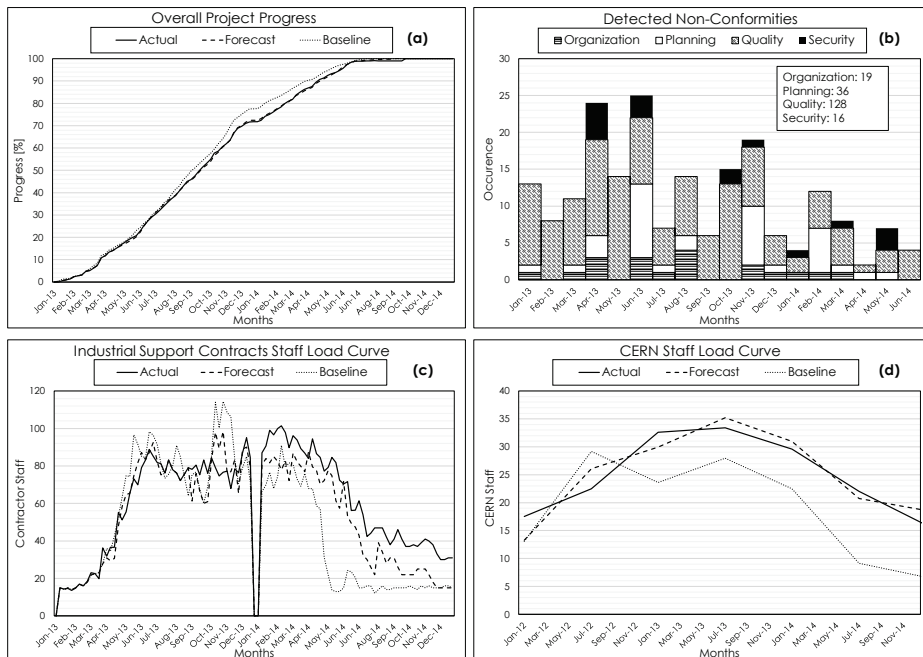 Overall Project Progress
Actual Forecast Baseline
(a)
100
90
80
70
60
50
40
30
20
10
0
Progress [%]
Jan-13 Feb-13 Mar-13 Apr-13 May-13 Jun-13 Jul-13 Aug-13 Sep-13 Oct-13 Nov-13 Dec-13 Jan-14 Feb-14 Mar-14 Apr-14 May-14 Jun-14 Jun-14 Aug-14 Sep-14 Oct-14 Nov-14 Dec-14
Months
Detected Non-Conformities
Organization Planning Quality Security
(b)
Organization: 19
Planning: 36
Quality: 128
Security: 16
30
25
20
15
10
5
0
Occurence
Jan-13 Feb-13 Mar-13 Apr-13 May-13 Jun-13 Jul-13 Aug-13 Sep-13 Oct-13 Nov-13 Dec-13 Jan-14 Feb-14 Mar-14 Apr-14 May-14 Jun-14
Months
Industrial Support Contracts Staff Load Curve
Actual Forecast Baseline
(c)
120
100
80
60
40
20
0
Contractor Staff
Jan-13 Feb-13 Mar-13 Apr-13 May-13 Jun-13 Jul-13 Aug-13 Sep-13 Oct-13 Nov-13 Dec-13 Jan-14 Feb-14 Mar-14 Apr-14 May-14 Jun-14 Jun-14 Aug-14 Sep-14 Oct-14 Nov-14 Dec-14
Months
CERN Staff Load Curve
Actual Forecast Baseline
(d)
40
35
30
25
20
15
10
5
0
CERN Staff
Jan-12 Mar-12 May-12 Jul-12 Sep-12 Nov-12 Jan-13 Mar-13 May-13 Jul-13 Sep-13 Nov-13 Jan-14 Mar-14 May-14 Jul-14 Sep-14 Nov-14
Months